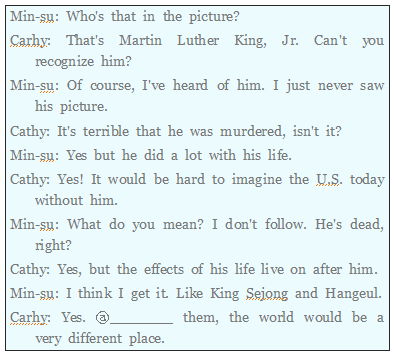 Min-su: Who's that in the picture?
Carhy: That's Martin Luther King, Jr. Can't you
recognize him?
Min-su: Of course, I've heard of him. I just never saw
his picture.
Cathy: It's terrible that he was murdered, isn't it?
Min-su: Yes but he did a lot with his life.
Cathy: Yes! It would be hard to imagine the U.S. today
without him.
Min-su: What do you mean? I don't follow. He's dead,
right?
Cathy: Yes, but the effects of his life live on after him.
Min-su: I think I get it. Like King Sejong and Hangeul.
Carhy: Yes. ⓐ________ them, the world would be a
very different place.